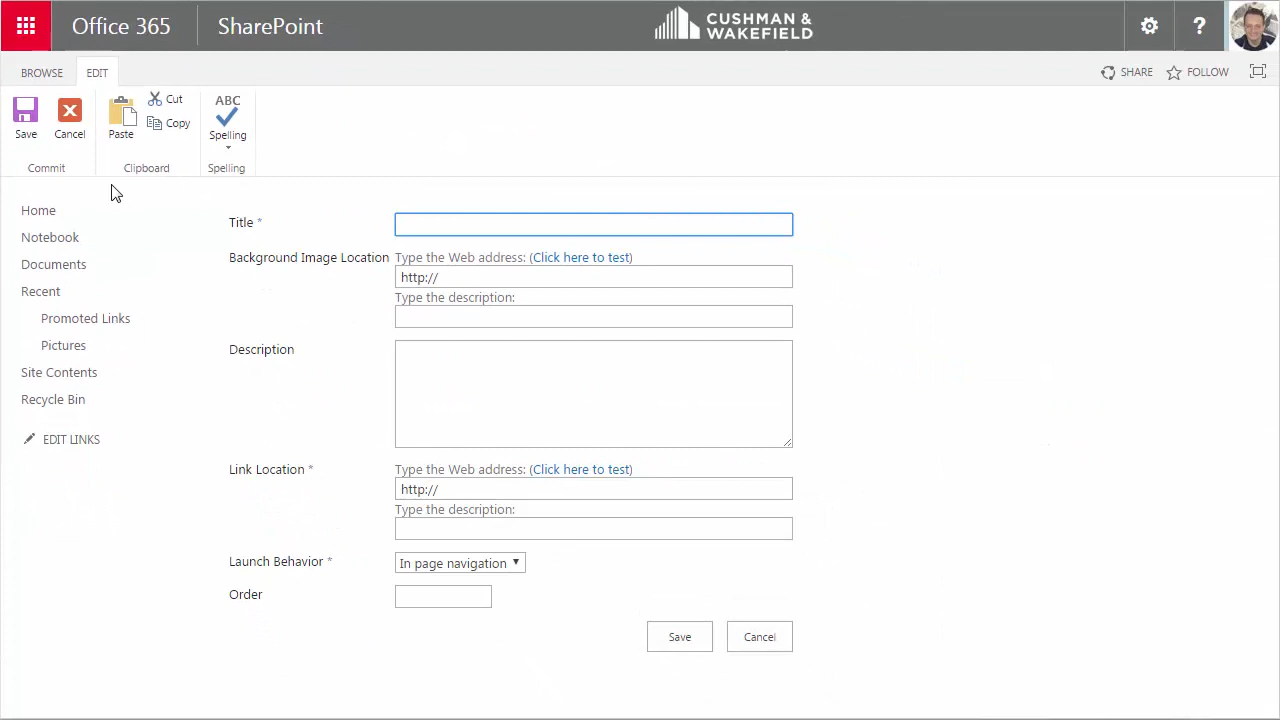 Office 365 SharePoint CUSHMAN & WAKEFIELD ?
BROWSE EDIT SHARE FOLLOW
Save Cancel Paste Cut Copy ABC Spelling
Commit Clipboard Spelling
Home
Notebook
Documents
Recent
Promoted Links
Pictures
Site Contents
Recycle Bin
EDIT LINKS
Title *
Background Image Location Type the Web address: (Click here to test)
http://
Type the description:
Description
Link Location * Type the Web address: (Click here to test)
http://
Type the description:
Launch Behavior * In page navigation
Order
Save Cancel